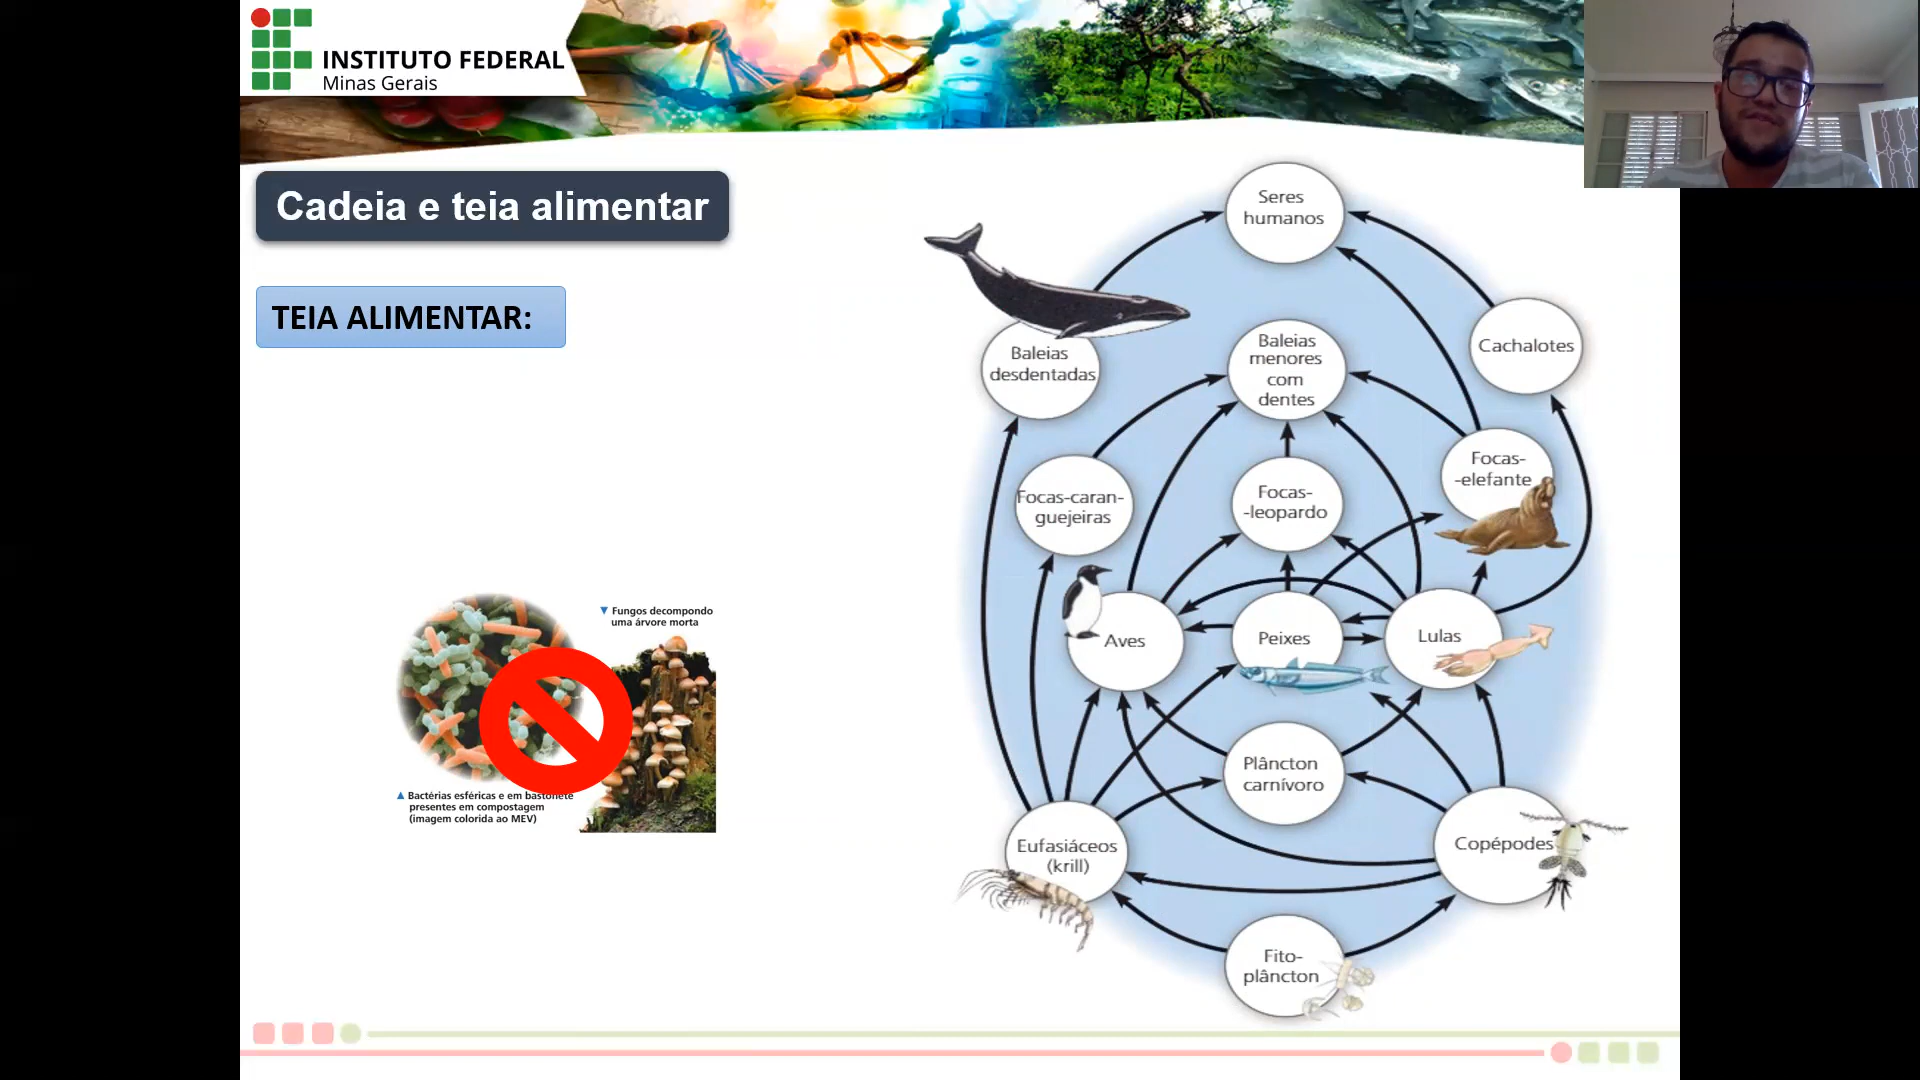 INSTITUTO FEDERAL
Minas Gerais
Cadeia e teia alimentar
TEIA ALIMENTAR:
▼ Fungos decompondo
uma árvore morta
▲ Bactérias esféricas e em bastonete
presentes em compostagem
(imagem colorida ao MEV)
Seres
humanos
Baleias
desdentadas
Baleias
menores
com
dentes
Cachalotes
Focas-caran-
guejeiras
Focas-
-leopardo
Focas-
-elefante
Aves
Peixes
Lulas
Plâncton
carnívoro
Eufasiáceos
(krill)
Copépodes
Fito-
plâncton